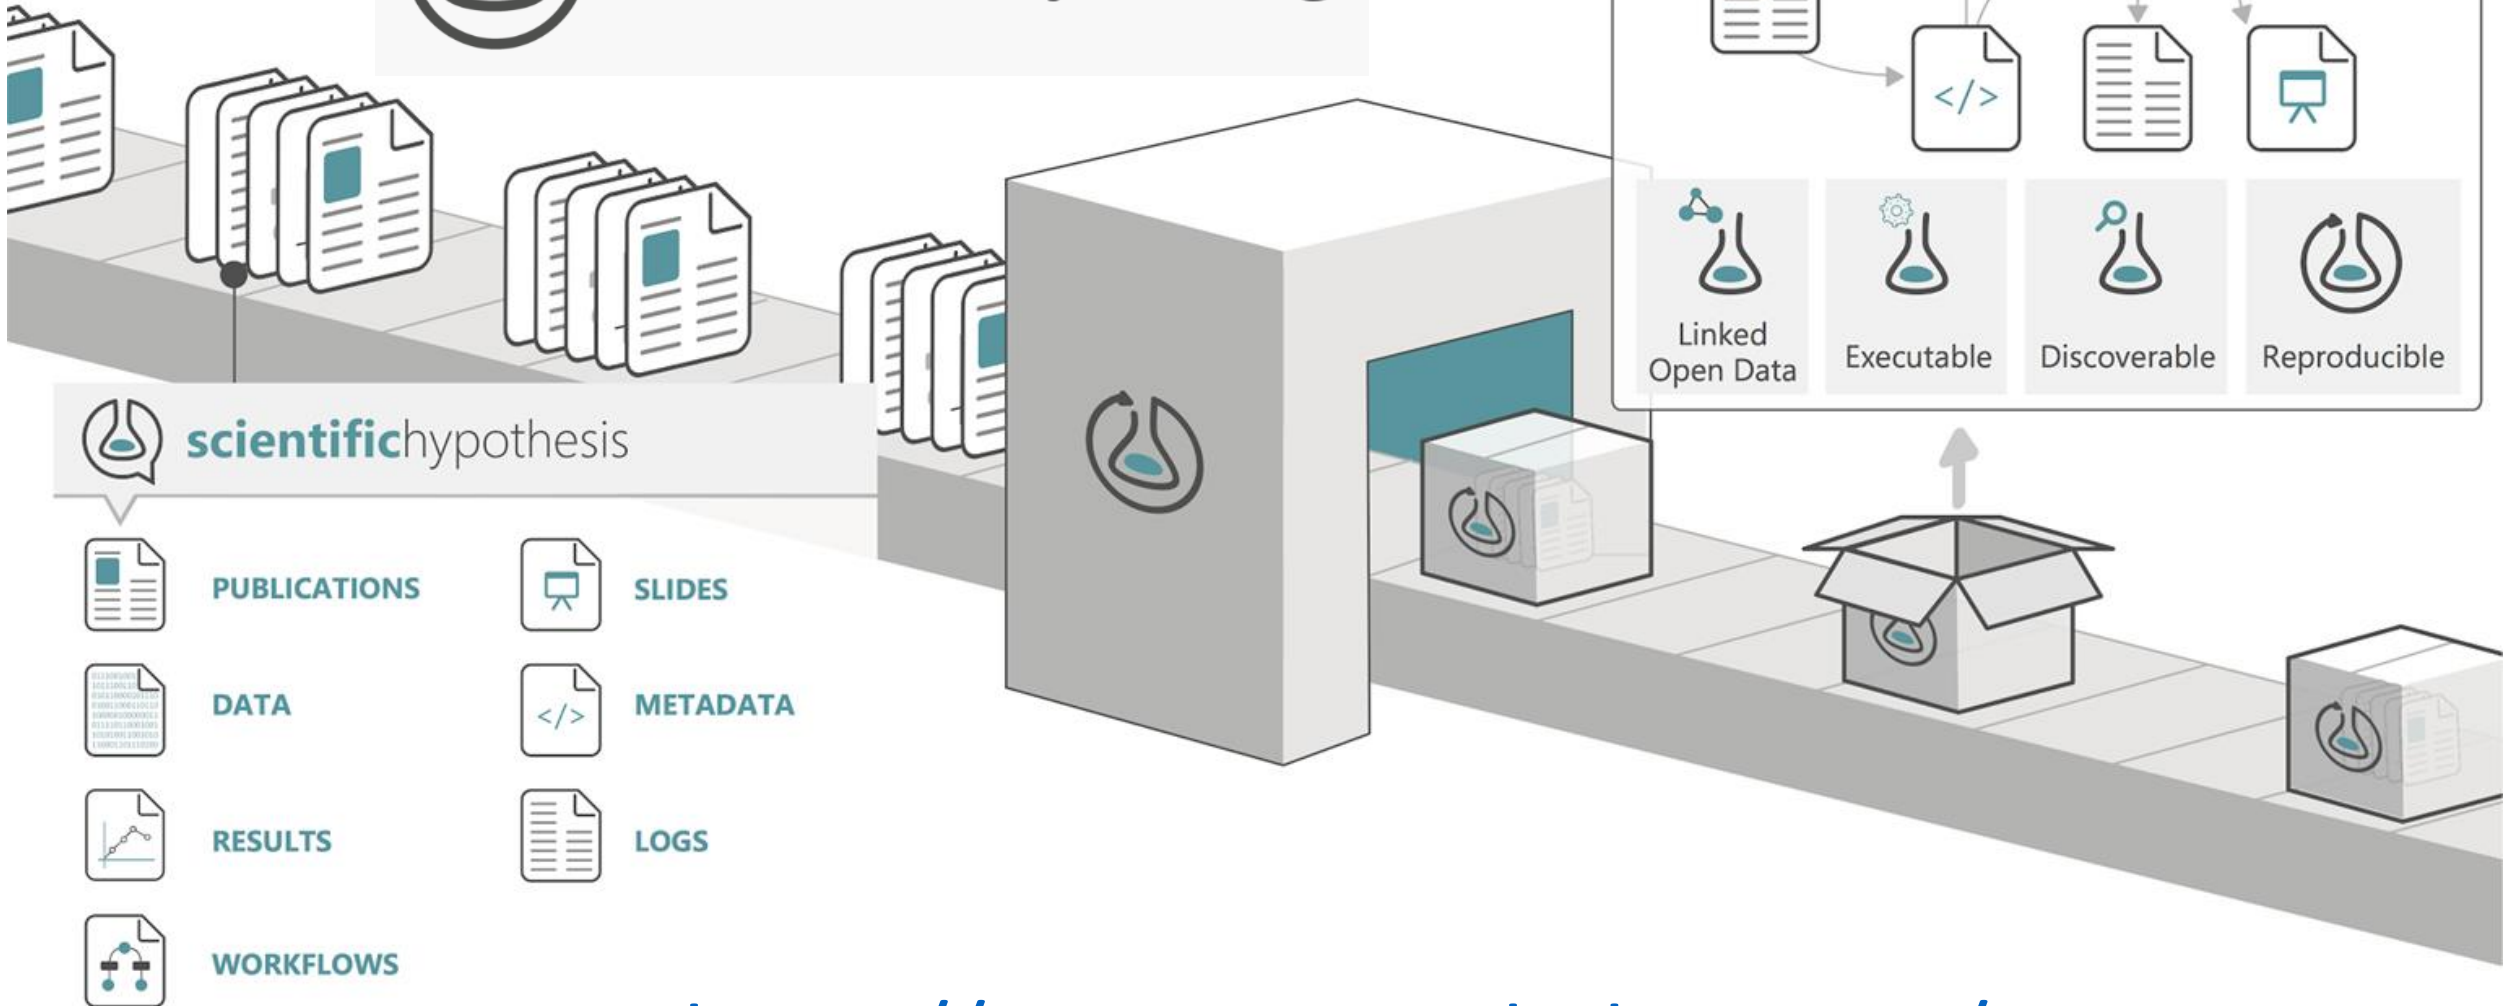 Linked
Open Data
Executable
Discoverable
Reproducible
scientifichypothesis
PUBLICATIONS
SLIDES
DATA
METADATA
RESULTS
LOGS
WORKFLOWS
</>
</>